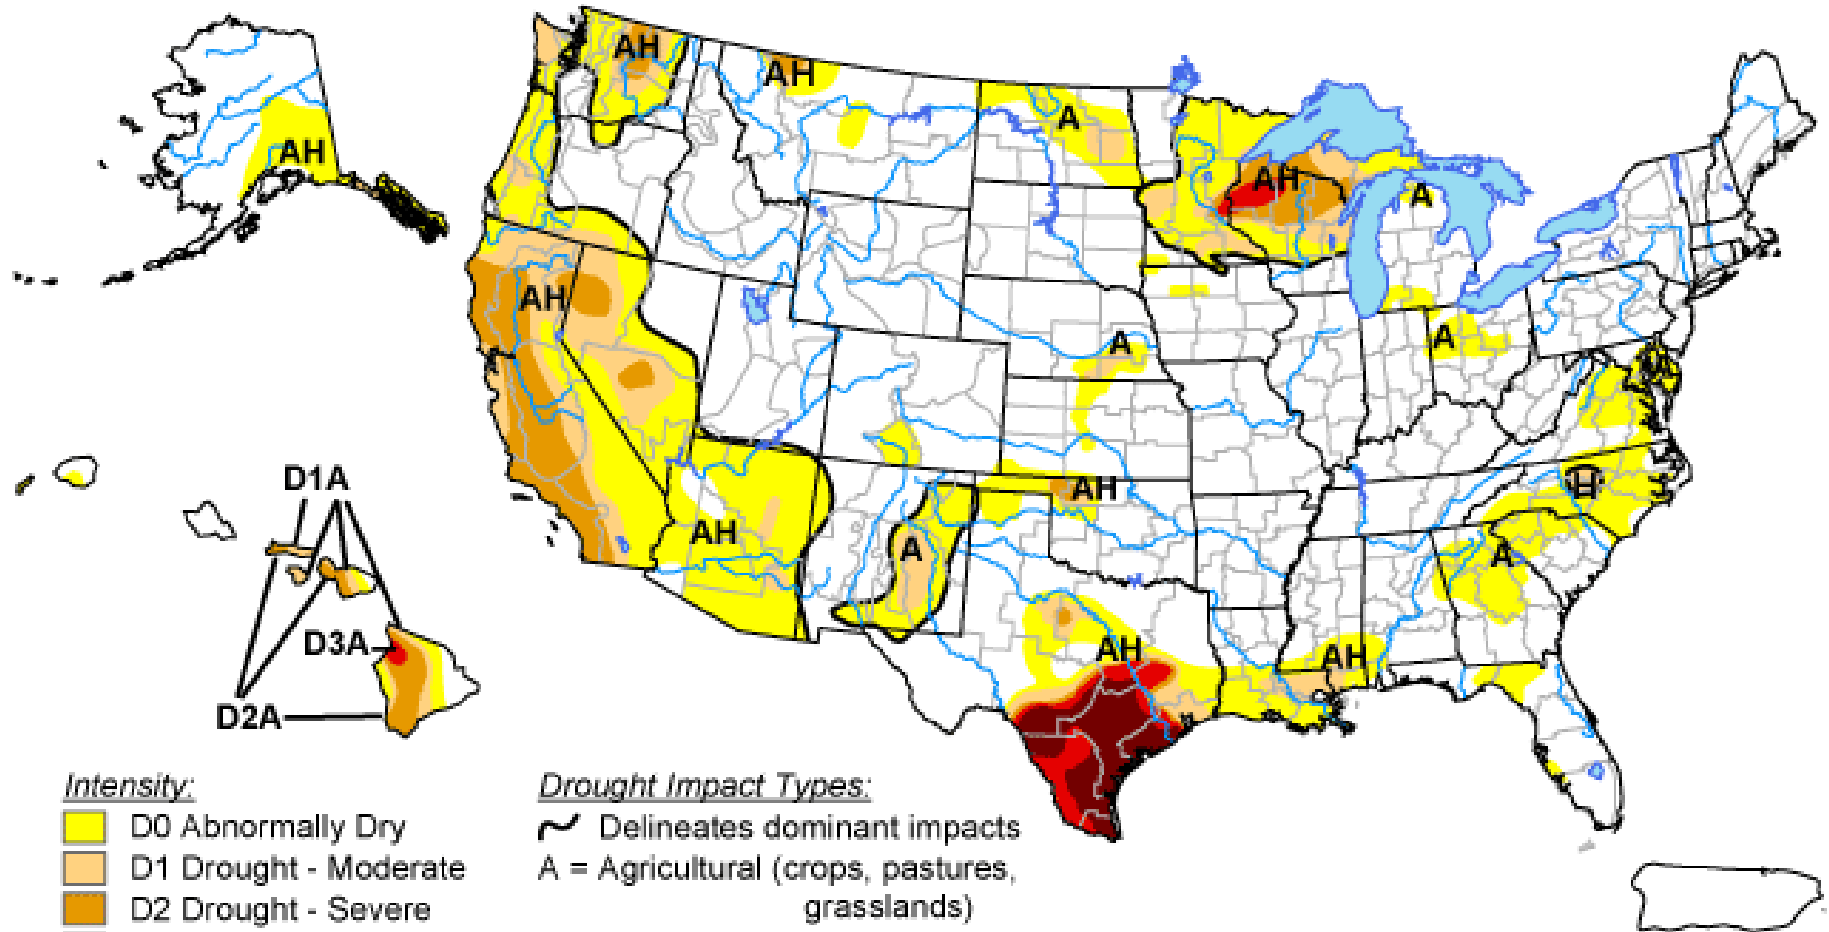 AH
AH
AH
A
AH
AH
A
AH
A
A
D1A
AH
H
AH
A
A
D3A
AH
AH
D2A
Intensity:
D0 Abnormally Dry
D1 Drought - Moderate
D2 Drought - Severe
Drought Impact Types:
Delineates dominant impacts
A = Agricultural (crops, pastures,
grasslands)